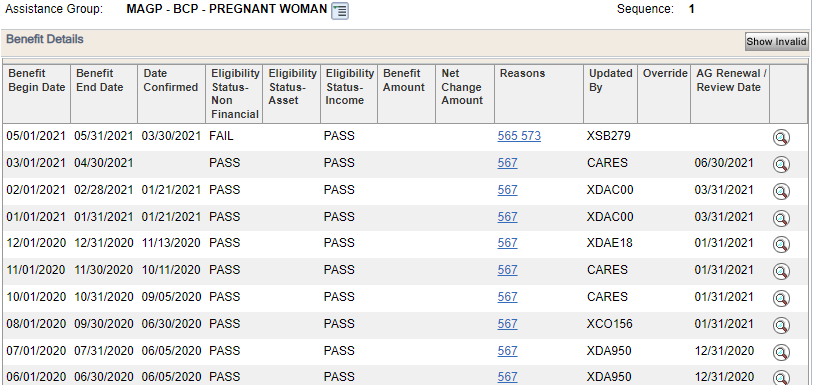 Assistance Group: MAGP - BCP - PREGNANT WOMAN Sequence: 1
Benefit Details
Show Invalid
Benefit Begin Date Benefit End Date Date Confirmed Eligibility Status-Non Financial Eligibility Status-Asset Eligibility Status-Income Benefit Amount Net Change Amount Reasons Updated By Override AG Renewal / Review Date
05/01/2021 05/31/2021 03/30/2021 FAIL PASS 565 573 XSB279
03/01/2021 04/30/2021 PASS PASS 567 CARES 06/30/2021
02/01/2021 02/28/2021 01/21/2021 PASS PASS 567 XDAC00 03/31/2021
01/01/2021 01/31/2021 01/21/2021 PASS PASS 567 XDAC00 03/31/2021
12/01/2020 12/31/2020 11/13/2020 PASS PASS 567 XDAE18 01/31/2021
11/01/2020 11/30/2020 10/11/2020 PASS PASS 567 CARES 01/31/2021
10/01/2020 10/31/2020 09/05/2020 PASS PASS 567 CARES 01/31/2021
08/01/2020 09/30/2020 06/30/2020 PASS PASS 567 XCO156 01/31/2021
07/01/2020 07/31/2020 06/05/2020 PASS PASS 567 XDA950 12/31/2020
06/01/2020 06/30/2020 06/05/2020 PASS PASS 567 XDA950 12/31/2020